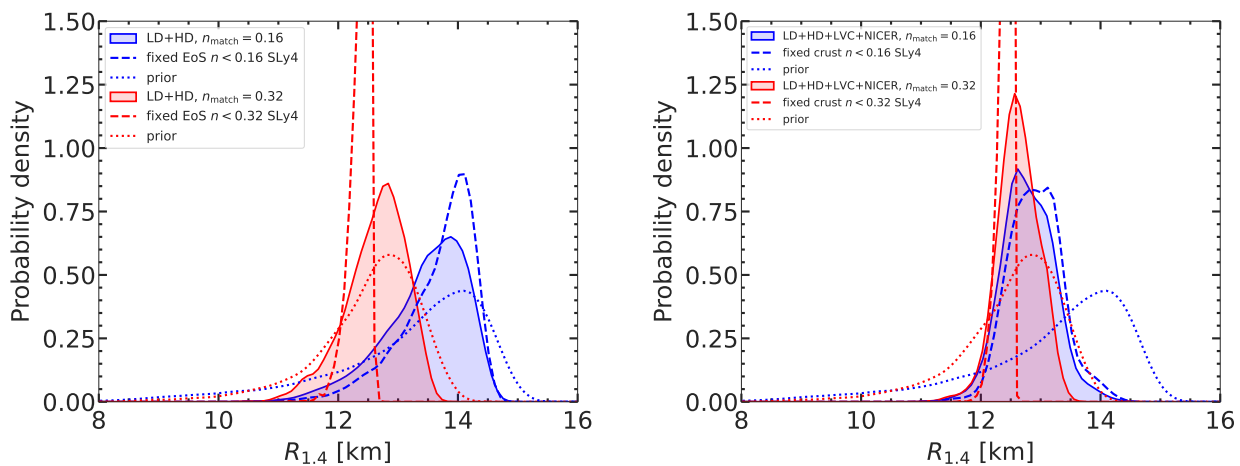 1.50
1.25
1.00
0.75
0.50
0.25
0.00
Probability density
LD+HD, n_match = 0.16
fixed EoS n < 0.16 SLy4
prior
LD+HD, n_match = 0.32
fixed EoS n < 0.32 SLy4
prior
8 10 12 14 16
R_1.4 [km]
1.50
1.25
1.00
0.75
0.50
0.25
0.00
Probability density
LD+HD+LVC+NICER, n_match = 0.16
fixed crust n < 0.16 SLy4
prior
LD+HD+LVC+NICER, n_match = 0.32
fixed crust n < 0.32 SLy4
prior
8 10 12 14 16
R_1.4 [km]